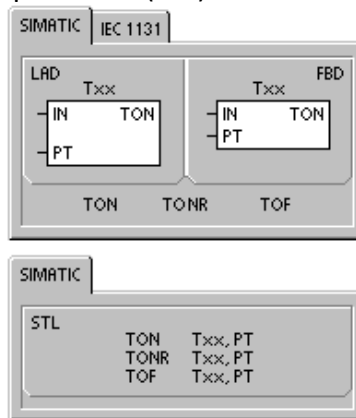 SIMATIC IEC 1131
LAD FBD
Txx Txx
IN TON IN TON
PT PT
TON TONR TOF
SIMATIC
STL
TON Txx, PT
TONR Txx, PT
TOF Txx, PT